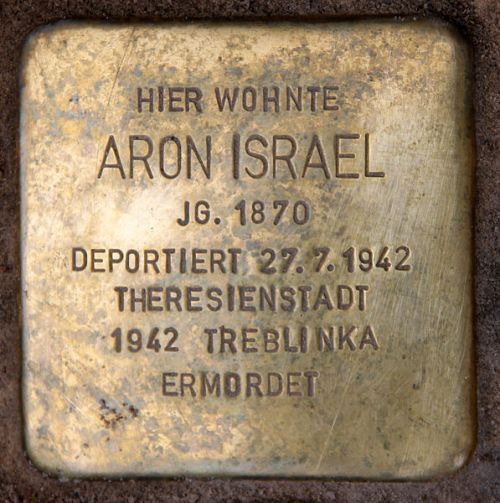 HIER WOHNTE
ARON ISRAEL
JG. 1870
DEPORTIERT 27.7.1942
THERESIENSTADT
1942 TREBLINKA
ERMORDET